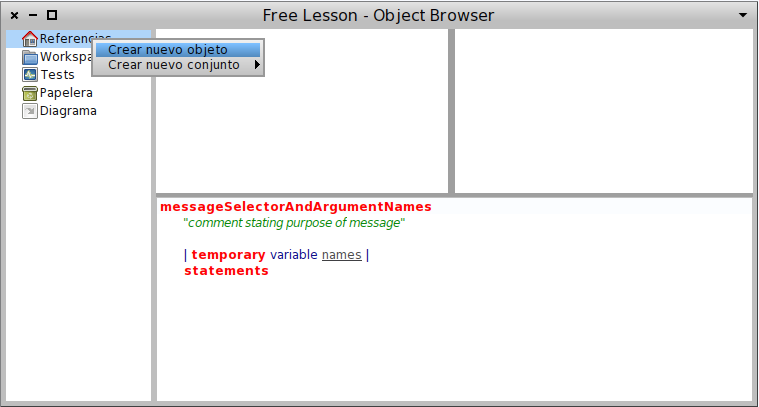 Free Lesson - Object Browser
Crear nuevo objeto
Crear nuevo conjunto
Tests
Papelera
Diagrama
messageSelectorAndArgumentNames
"comment stating purpose of message"
| temporary variable names |
statements